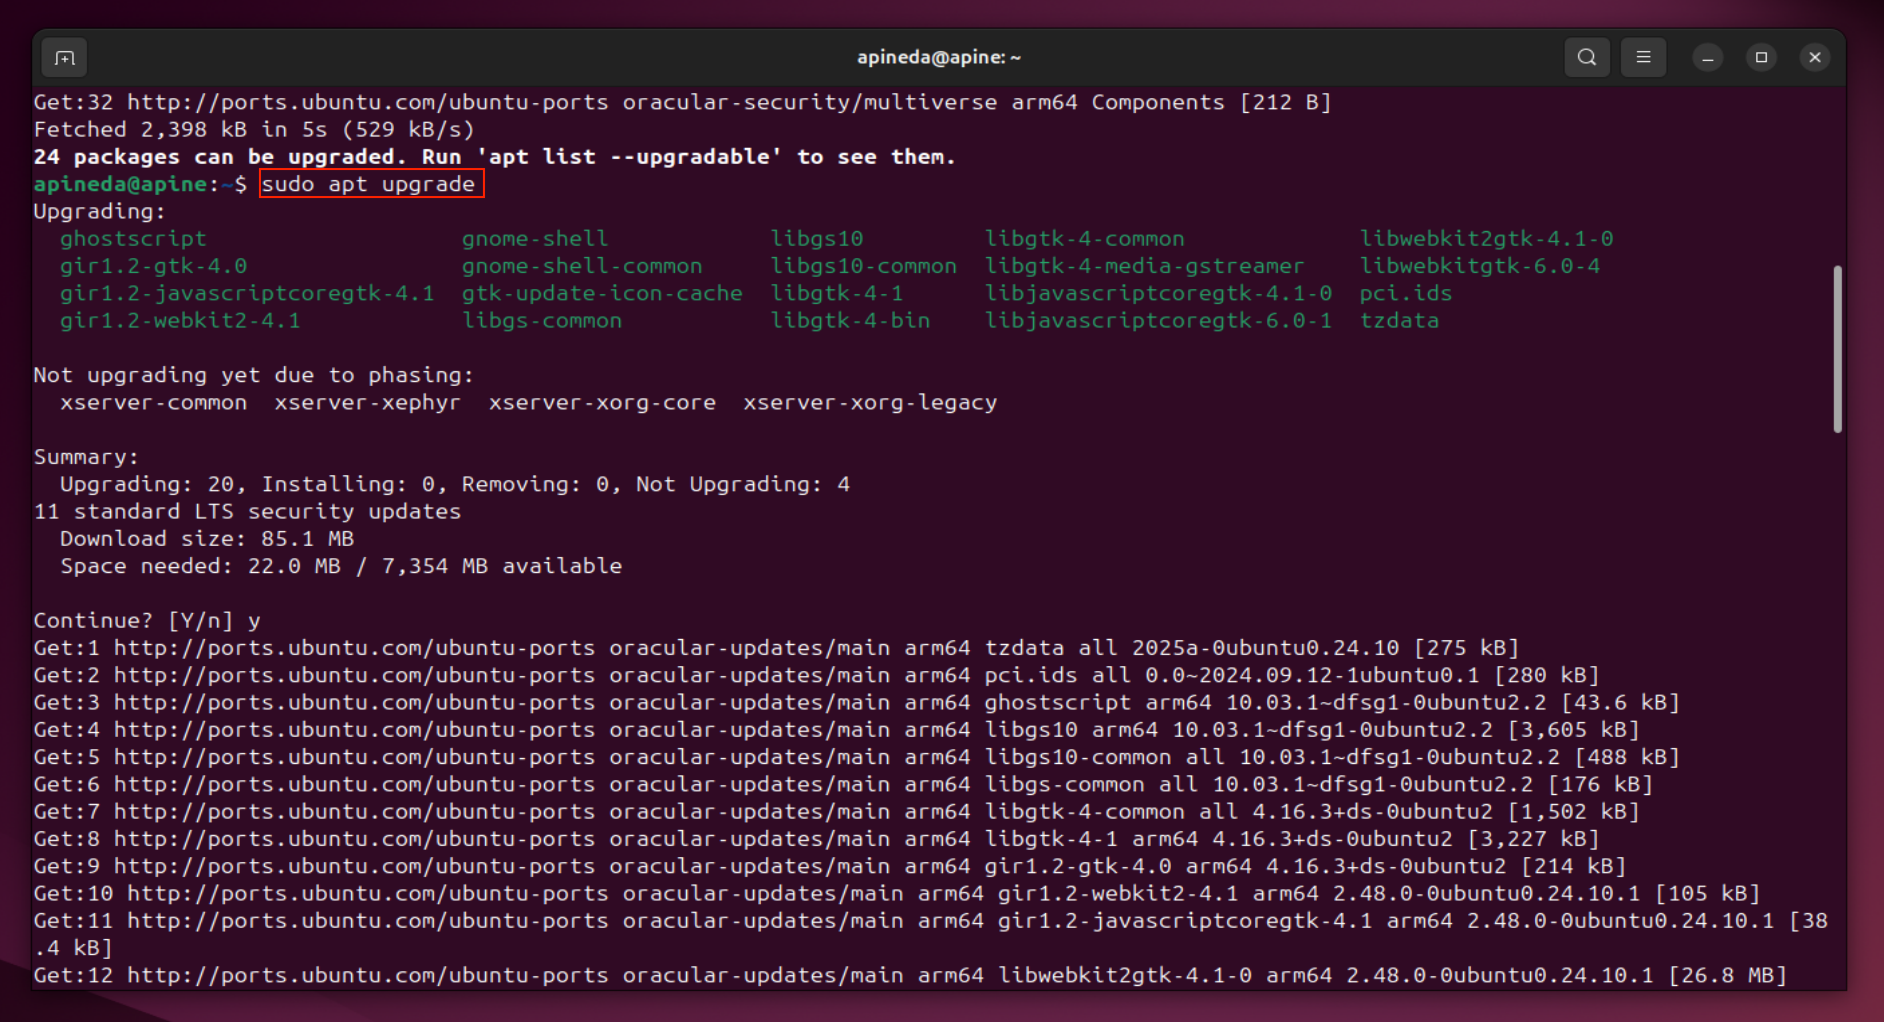 apineda@apine: ~
Get:32 http://ports.ubuntu.com/ubuntu-ports oracular-security/multiverse arm64 Components [212 B]
Fetched 2,398 kB in 5s (529 kB/s)
24 packages can be upgraded. Run 'apt list --upgradable' to see them.
apineda@apine:~$ sudo apt upgrade
Upgrading:
  ghostscript                   gnome-shell            libgs10         libgtk-4-common             libwebkit2gtk-4.1-0
  gir1.2-gtk-4.0                gnome-shell-common     libgs10-common  libgtk-4-media-gstreamer    libwebkitgtk-6.0-4
  gir1.2-javascriptcoregtk-4.1  gtk-update-icon-cache  libgtk-4-1      libjavascriptcoregtk-4.1-0  pci.ids
  gir1.2-webkit2-4.1            libgs-common           libgtk-4-bin    libjavascriptcoregtk-6.0-1  tzdata
Not upgrading yet due to phasing:
  xserver-common  xserver-xephyr  xserver-xorg-core  xserver-xorg-legacy
Summary:
  Upgrading: 20, Installing: 0, Removing: 0, Not Upgrading: 4
11 standard LTS security updates
  Download size: 85.1 MB
  Space needed: 22.0 MB / 7,354 MB available
Continue? [Y/n] y
Get:1 http://ports.ubuntu.com/ubuntu-ports oracular-updates/main arm64 tzdata all 2025a-0ubuntu0.24.10 [275 kB]
Get:2 http://ports.ubuntu.com/ubuntu-ports oracular-updates/main arm64 pci.ids all 0.0~2024.09.12-1ubuntu0.1 [280 kB]
Get:3 http://ports.ubuntu.com/ubuntu-ports oracular-updates/main arm64 ghostscript arm64 10.03.1~dfsg1-0ubuntu2.2 [43.6 kB]
Get:4 http://ports.ubuntu.com/ubuntu-ports oracular-updates/main arm64 libgs10 arm64 10.03.1~dfsg1-0ubuntu2.2 [3,605 kB]
Get:5 http://ports.ubuntu.com/ubuntu-ports oracular-updates/main arm64 libgs10-common all 10.03.1~dfsg1-0ubuntu2.2 [488 kB]
Get:6 http://ports.ubuntu.com/ubuntu-ports oracular-updates/main arm64 libgs-common all 10.03.1~dfsg1-0ubuntu2.2 [176 kB]
Get:7 http://ports.ubuntu.com/ubuntu-ports oracular-updates/main arm64 libgtk-4-common all 4.16.3+ds-0ubuntu2 [1,502 kB]
Get:8 http://ports.ubuntu.com/ubuntu-ports oracular-updates/main arm64 libgtk-4-1 arm64 4.16.3+ds-0ubuntu2 [3,227 kB]
Get:9 http://ports.ubuntu.com/ubuntu-ports oracular-updates/main arm64 gir1.2-gtk-4.0 arm64 4.16.3+ds-0ubuntu2 [214 kB]
Get:10 http://ports.ubuntu.com/ubuntu-ports oracular-updates/main arm64 gir1.2-webkit2-4.1 arm64 2.48.0-0ubuntu0.24.10.1 [105 kB]
Get:11 http://ports.ubuntu.com/ubuntu-ports oracular-updates/main arm64 gir1.2-javascriptcoregtk-4.1 arm64 2.48.0-0ubuntu0.24.10.1 [38
.4 kB]
Get:12 http://ports.ubuntu.com/ubuntu-ports oracular-updates/main arm64 libwebkit2gtk-4.1-0 arm64 2.48.0-0ubuntu0.24.10.1 [26.8 MB]